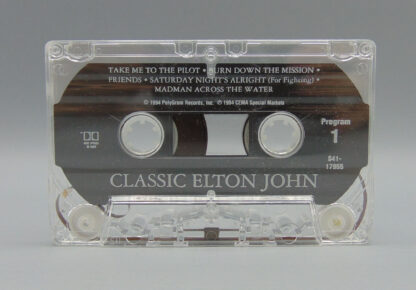 TAKE ME TO THE PILOT • BURN DOWN THE MISSION •
FRIENDS • SATURDAY NIGHT'S ALRIGHT (For Fighting) •
MADMAN ACROSS THE WATER
℗ 1994 PolyGram Records, Inc. © 1994 CEMA Special Markets
Program
1
S41-
17955
CLASSIC ELTON JOHN